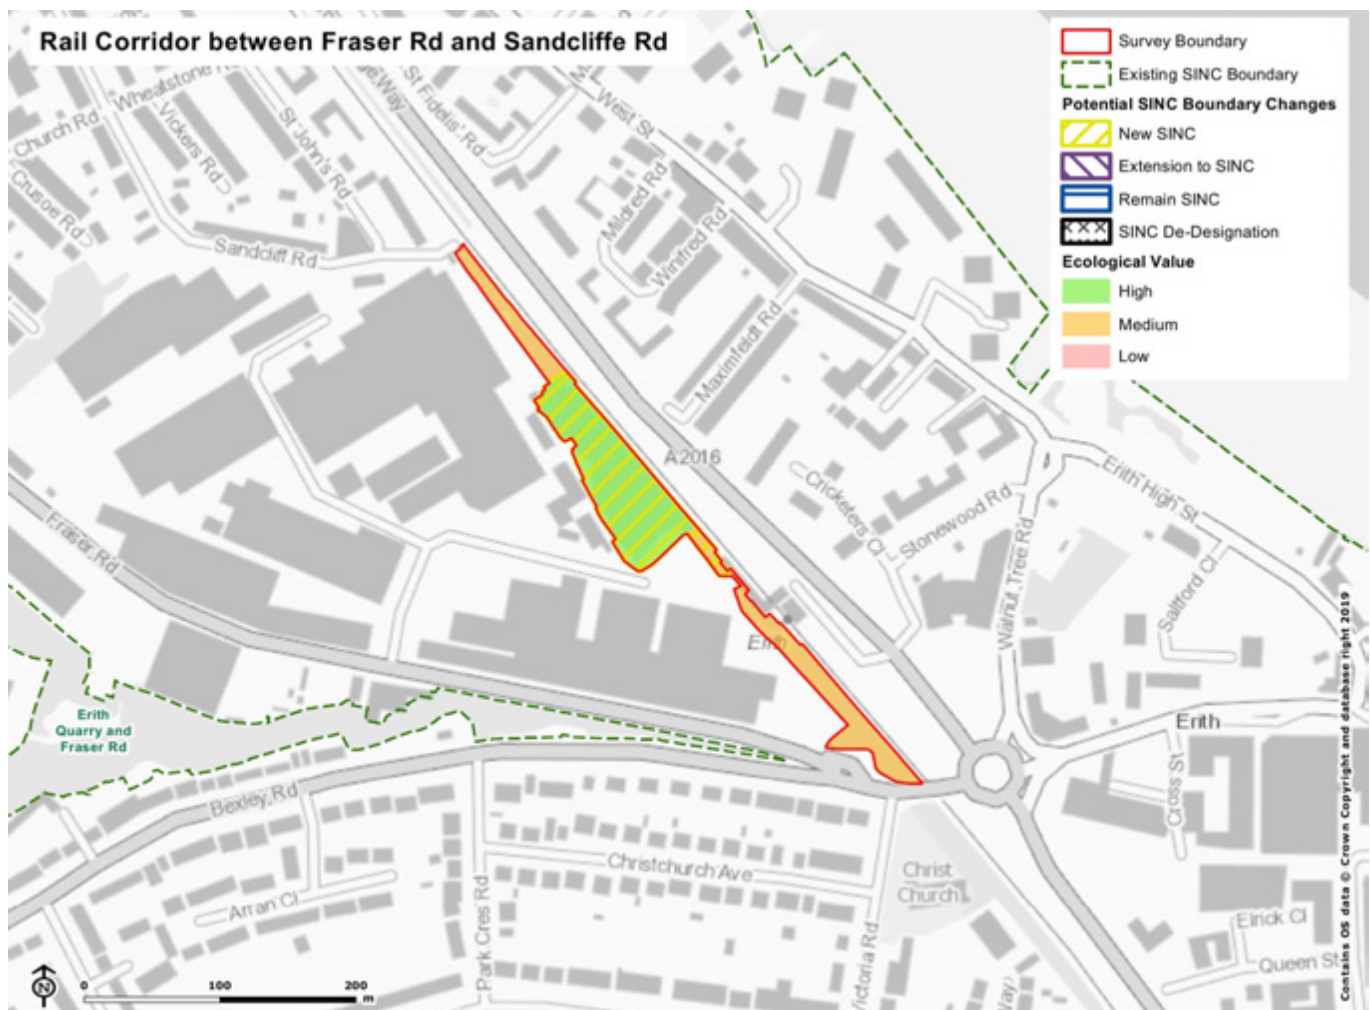 Rail Corridor between Fraser Rd and Sandcliffe Rd
Survey Boundary
Existing SINC Boundary
Potential SINC Boundary Changes
New SINC
Extension to SINC
Remain SINC
SINC De-Designation
Ecological Value
High
Medium
Low
Church Rd
Wheatstone
Vickers Rd
St John's Rd
St Fidelis' Rd
West St
Crusoe Rd
Sandcliff Rd
Mildred Rd
Winifred Rd
Maximfeldt Rd
A2016
Cricketers Cl
Stonewood Rd
Walnut Tree Rd
Erith High St
Saltford Cl
Fraser Rd
Erith
Erith
Quarry and
Fraser Rd
Erith
Cross St
Bexley Rd
Christchurch Ave
Christ
Church
Arran Cl
Park Cres Rd
Victoria Rd
Elrick Cl
Queen St
N
0 100 200
m
Contains OS data © Crown Copyright and database right 2019